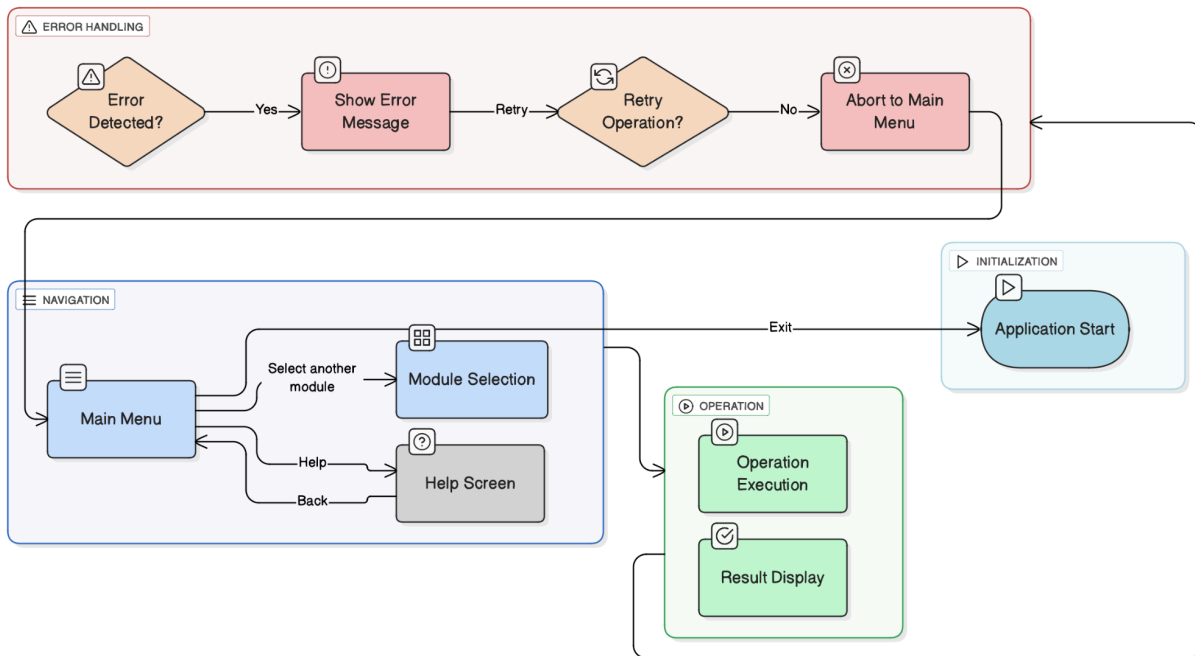 ERROR HANDLING
Error
Detected?
Yes
Show Error
Message
Retry
Retry
Operation?
No
Abort to Main
Menu
INITIALIZATION
Application Start
NAVIGATION
Exit
Main Menu
Select another
module
Module Selection
Help
Back
Help Screen
OPERATION
Operation
Execution
Result Display